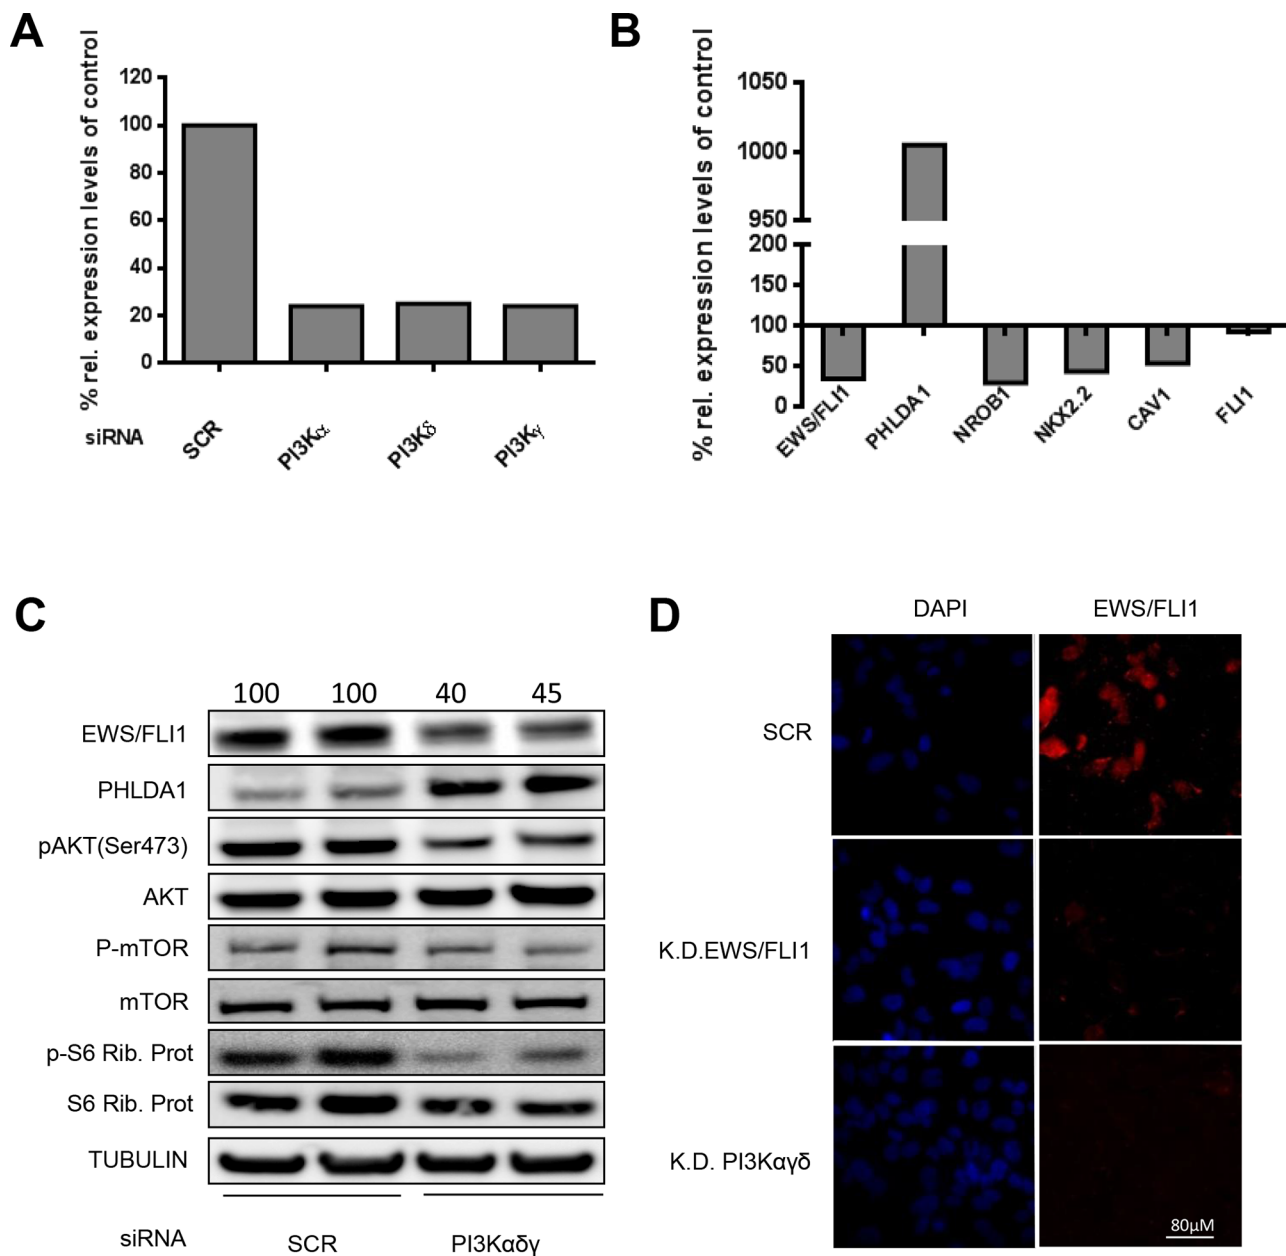 A
% rel. expression levels of control
120
100
80
60
40
20
0
siRNA
SCR
PI3Kα
PI3Kδ
PI3Kγ
B
% rel. expression levels of control
1050
1000
950
200
150
100
50
0
EWS/FLI1
PHLDA1
NROB1
NKX2.2
CAV1
FLI1
C
100 100 40 45
EWS/FLI1
PHLDA1
pAKT(Ser473)
AKT
P-mTOR
mTOR
p-S6 Rib. Prot
S6 Rib. Prot
TUBULIN
siRNA SCR PI3Kαδγ
D
DAPI EWS/FLI1
SCR
K.D.EWS/FLI1
K.D. PI3Kαγδ
80µM